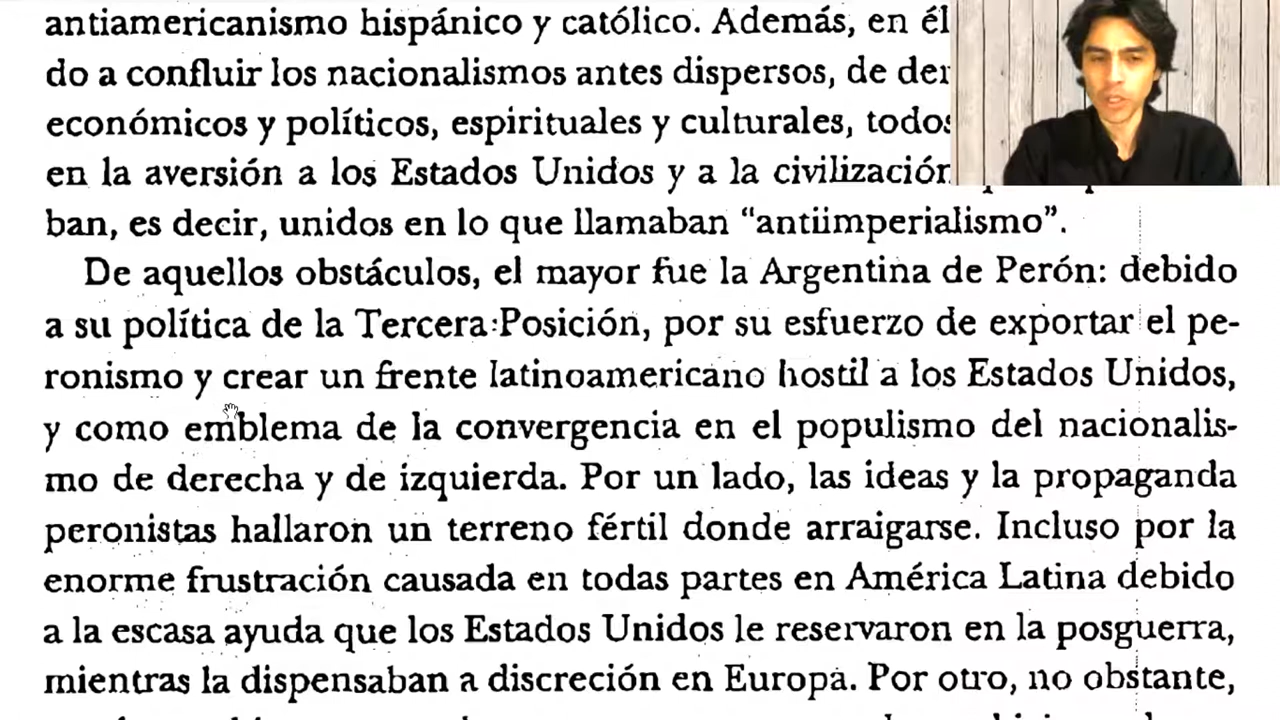 antiamericanismo hispánico y católico. Además, en él
do a confluir los nacionalismos antes dispersos, de
económicos y políticos, espirituales y culturales, todos
en la aversión a los Estados Unidos y a la civilización
ban, es decir, unidos en lo que llamaban “antiimperialismo”.
De aquellos obstáculos, el mayor fue la Argentina de Perón: debido
a su política de la Tercera Posición, por su esfuerzo de exportar el pe-
ronismo y crear un frente latinoamericano hostil a los Estados Unidos,
y como emblema de la convergencia en el populismo del nacionalis-
mo de derecha y de izquierda. Por un lado, las ideas y la propaganda
peronistas hallaron un terreno fértil donde arraigarse. Incluso por la
enorme frustración causada en todas partes en América Latina debido
a la escasa ayuda que los Estados Unidos le reservaron en la posguerra,
mientras la dispensaban a discreción en Europa. Por otro, no obstante,